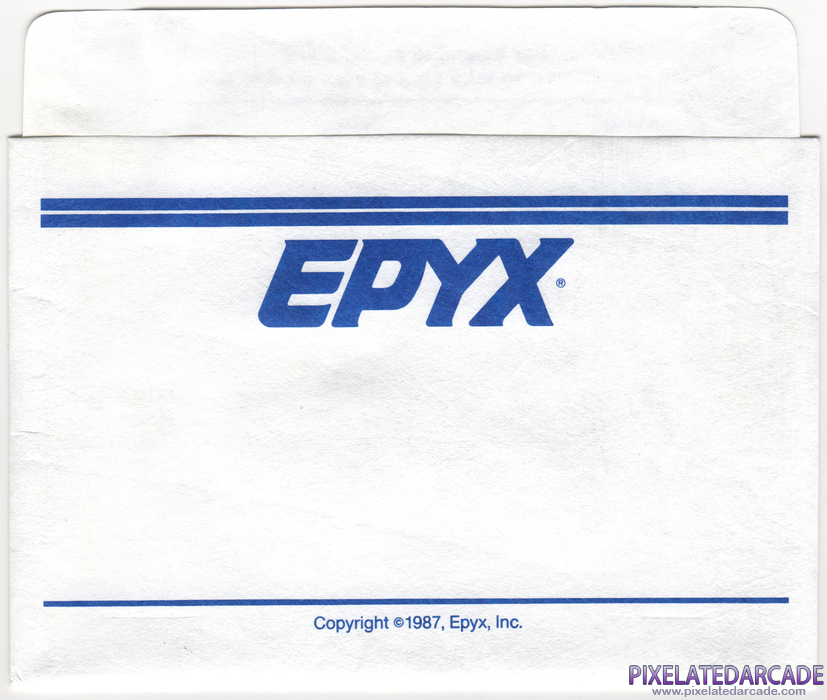 EPYX®
Copyright ©1987, Epyx, Inc.
PIXELATEDARCADE
www.pixelatedarcade.com